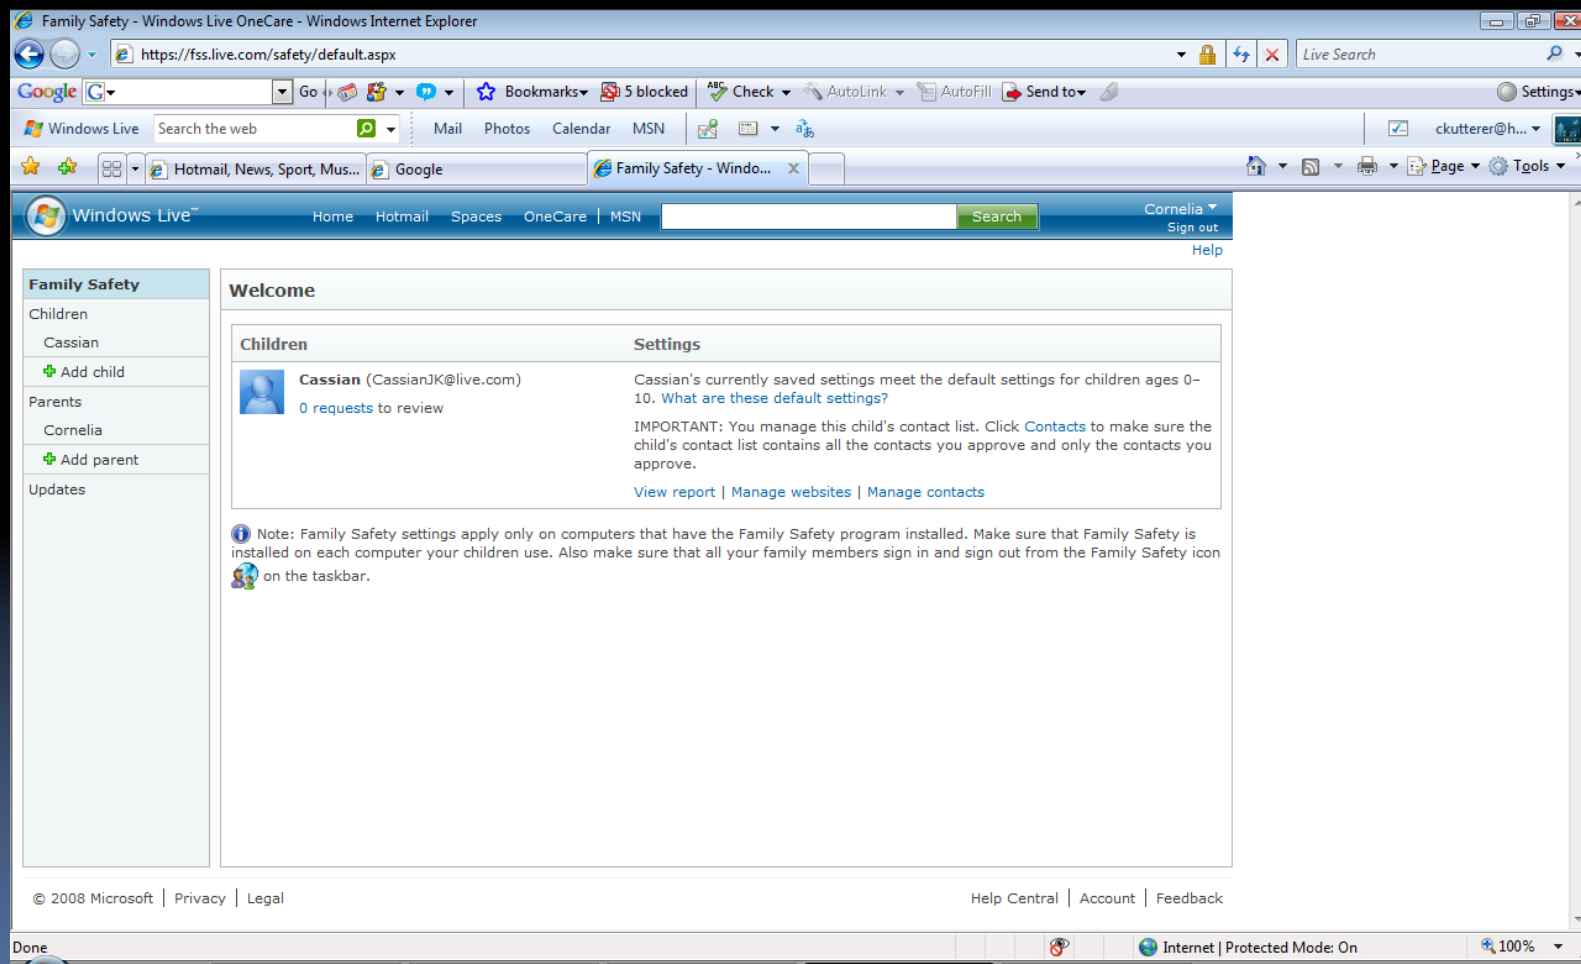 Family Safety - Windows Live OneCare - Windows Internet Explorer
https://fss.live.com/safety/default.aspx
Live Search
Google G Go Bookmarks 5 blocked ABC Check AutoLink AutoFill Send to Settings
Windows Live Search the web Mail Photos Calendar MSN ckutterer@h...
Hotmail, News, Sport, Mus... Google Family Safety - Windo... X Page Tools
Windows Live™ Home Hotmail Spaces OneCare | MSN Search Cornelia
Sign out
Help
Family Safety
Children
Cassian
Add child
Parents
Cornelia
Add parent
Updates
Welcome
Children Settings
Cassian (CassianJK@live.com)
0 requests to review
Cassian's currently saved settings meet the default settings for children ages 0–
10. What are these default settings?
IMPORTANT: You manage this child's contact list. Click Contacts to make sure the
child's contact list contains all the contacts you approve and only the contacts you
approve.
View report | Manage websites | Manage contacts
Note: Family Safety settings apply only on computers that have the Family Safety program installed. Make sure that Family Safety is
installed on each computer your children use. Also make sure that all your family members sign in and sign out from the Family Safety icon
on the taskbar.
© 2008 Microsoft | Privacy | Legal Help Central | Account | Feedback
Done Internet | Protected Mode: On 100%